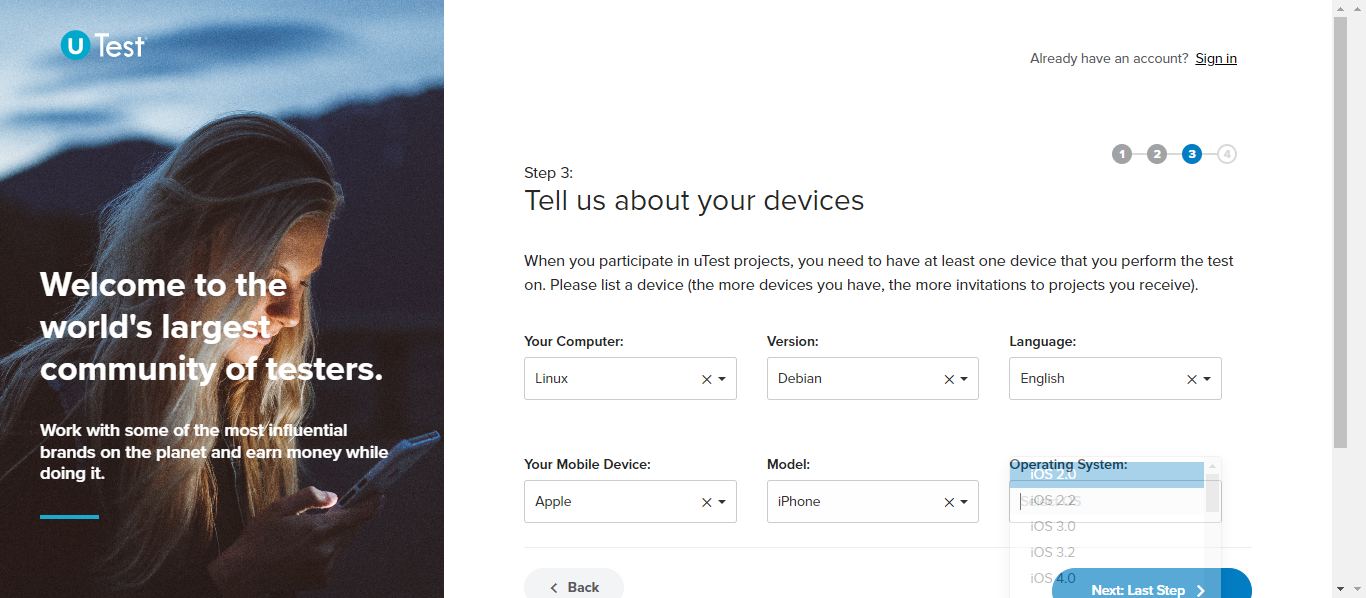 U Test
Already have an account? Sign in
1 2 3 4
Step 3:
Tell us about your devices
Welcome to the
world's largest
community of testers.
Work with some of the most influential
brands on the planet and earn money while
doing it.
When you participate in uTest projects, you need to have at least one device that you perform the test
on. Please list a device (the more devices you have, the more invitations to projects you receive).
Your Computer: Version: Language:
Linux Debian English
Your Mobile Device: Model: Operating System:
Apple iPhone Select OS
iOS 2.0
iOS 2.2
iOS 3.0
iOS 3.2
iOS 4.0
Back Next: Last Step